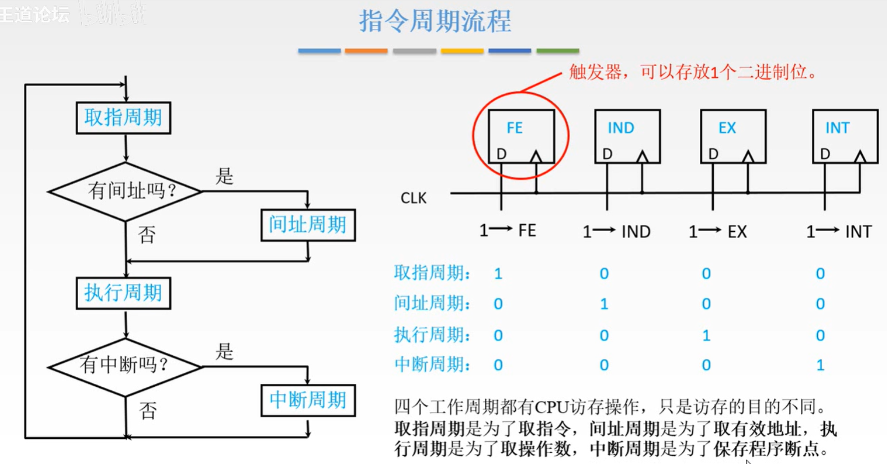 王道论坛
指令周期流程
触发器，可以存放1个二进制位。
取指周期
有间址吗？
是
间址周期
否
执行周期
有中断吗？
是
中断周期
否
FE
IND
EX
INT
D
D
D
D
CLK
1→ FE
1→ IND
1→ EX
1→ INT
取指周期： 1 0 0 0
间址周期： 0 1 0 0
执行周期： 0 0 1 0
中断周期： 0 0 0 1
四个工作周期都有CPU访存操作，只是访存的目的不同。
取指周期是为了取指令，间址周期是为了取有效地址，执
行周期是为了取操作数，中断周期是为了保存程序断点。